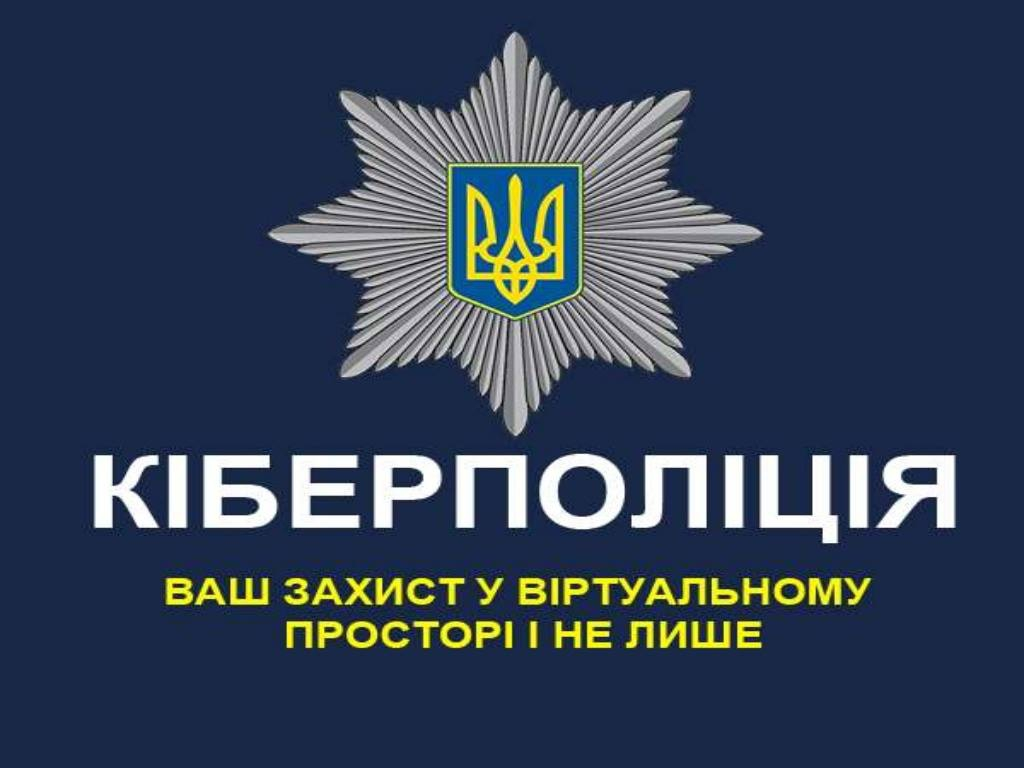 КІБЕРПОЛІЦІЯ
ВАШ ЗАХИСТ У ВІРТУАЛЬНОМУ
ПРОСТОРІ І НЕ ЛИШЕ